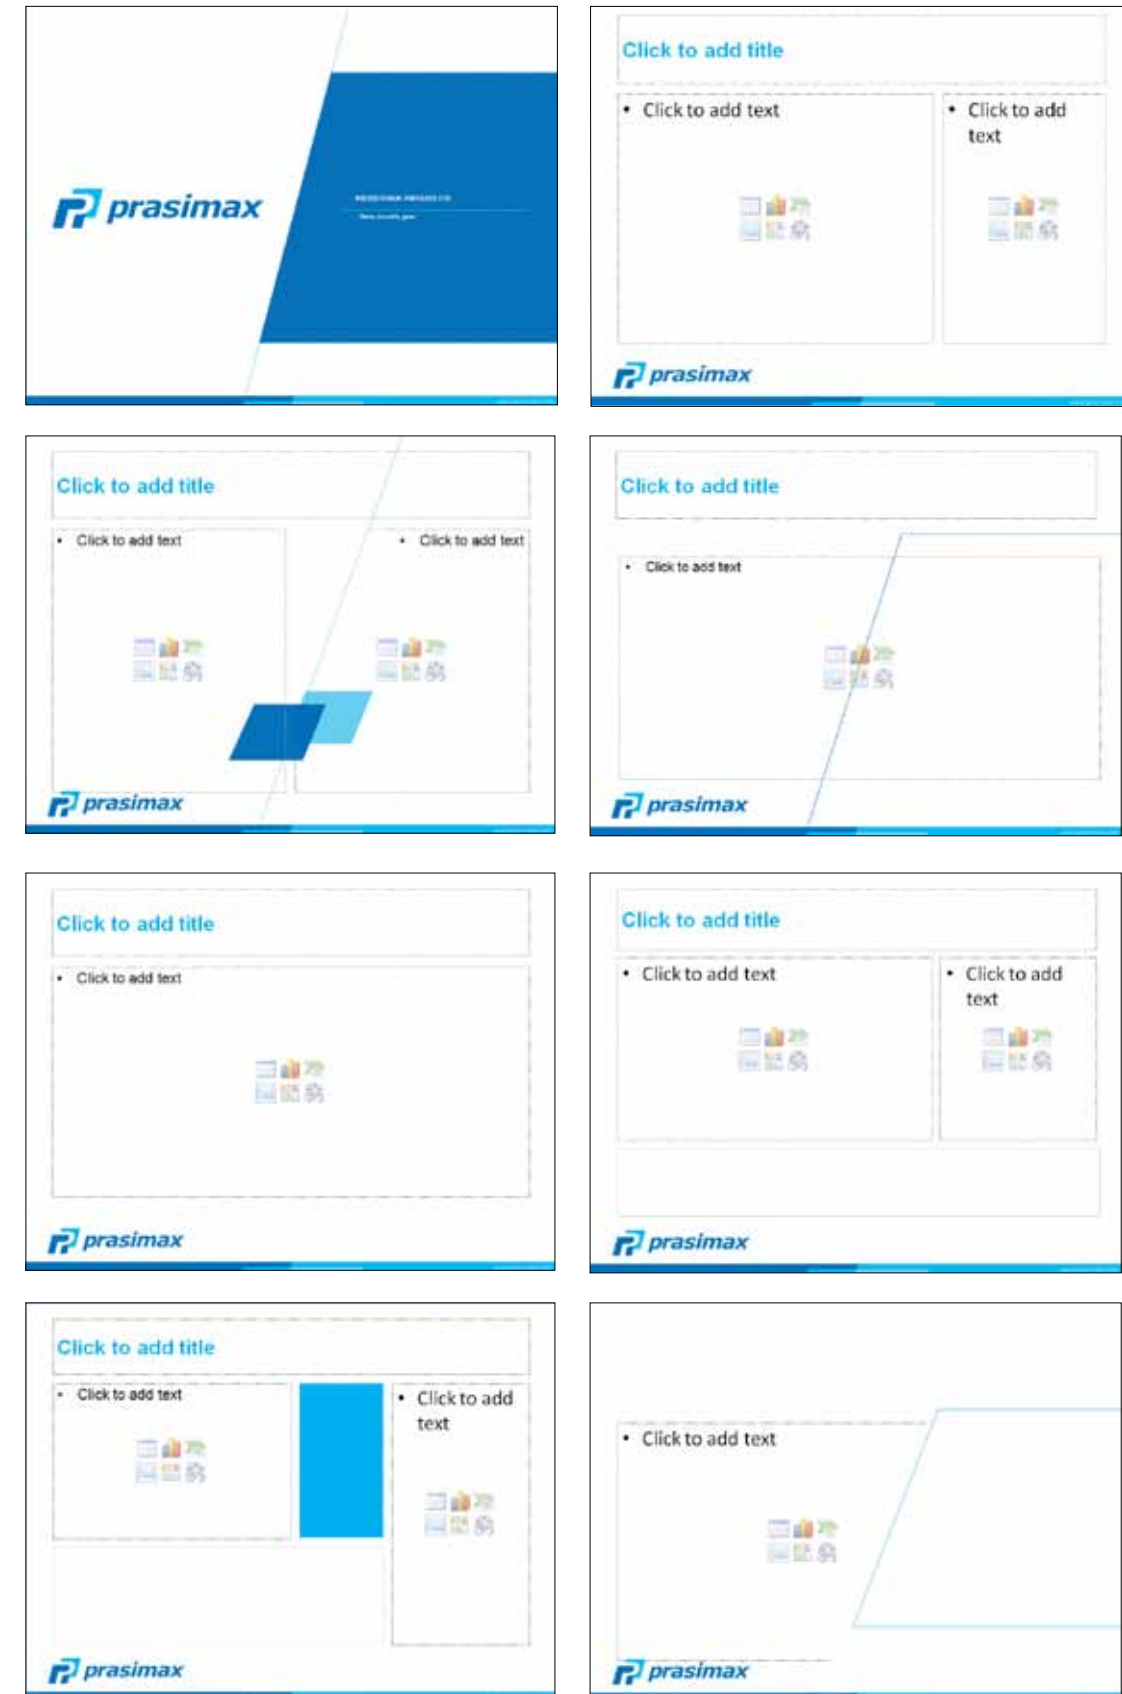 prasimax
Click to add title
• Click to add text
• Click to add
text
prasimax
Click to add title
• Click to add text
• Click to add text
prasimax
Click to add title
• Click to add text
prasimax
Click to add title
• Click to add text
prasimax
Click to add title
• Click to add text
• Click to add
text
prasimax
Click to add title
• Click to add text
• Click to add
text
prasimax
• Click to add text
prasimax